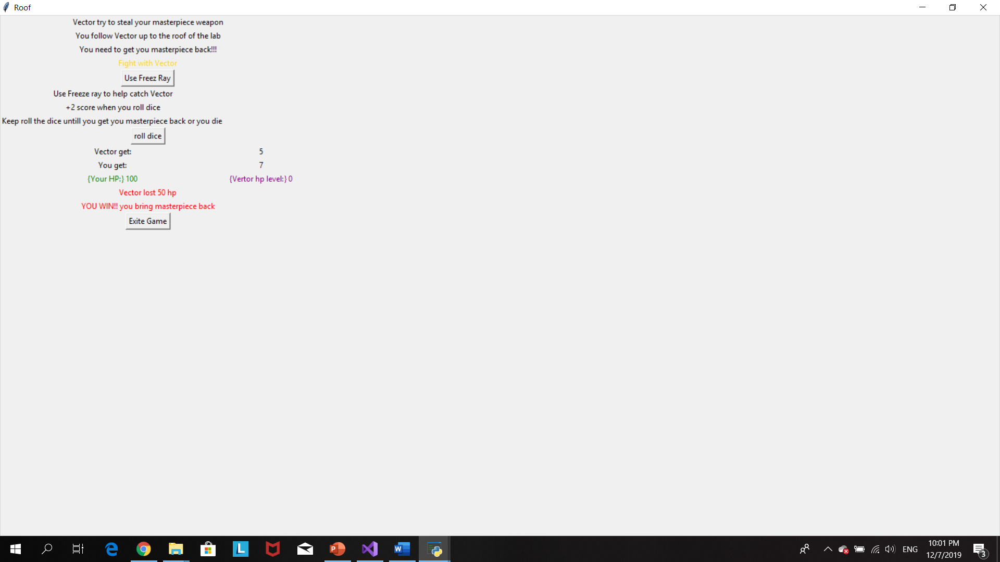 Roof
Vector try to steal your masterpiece weapon
You follow Vector up to the roof of the lab
You need to get you masterpiece back!!!
Fight with Vector
Use Freez Ray
Use Freeze ray to help catch Vector
+2 score when you roll dice
Keep roll the dice untill you get you masterpiece back or you die
roll dice
Vector get: 5
You get: 7
{Your HP:} 100 {Vertor hp level:} 0
Vector lost 50 hp
YOU WIN!! you bring masterpiece back
Exite Game
ENG
10:01 PM
12/7/2019
3